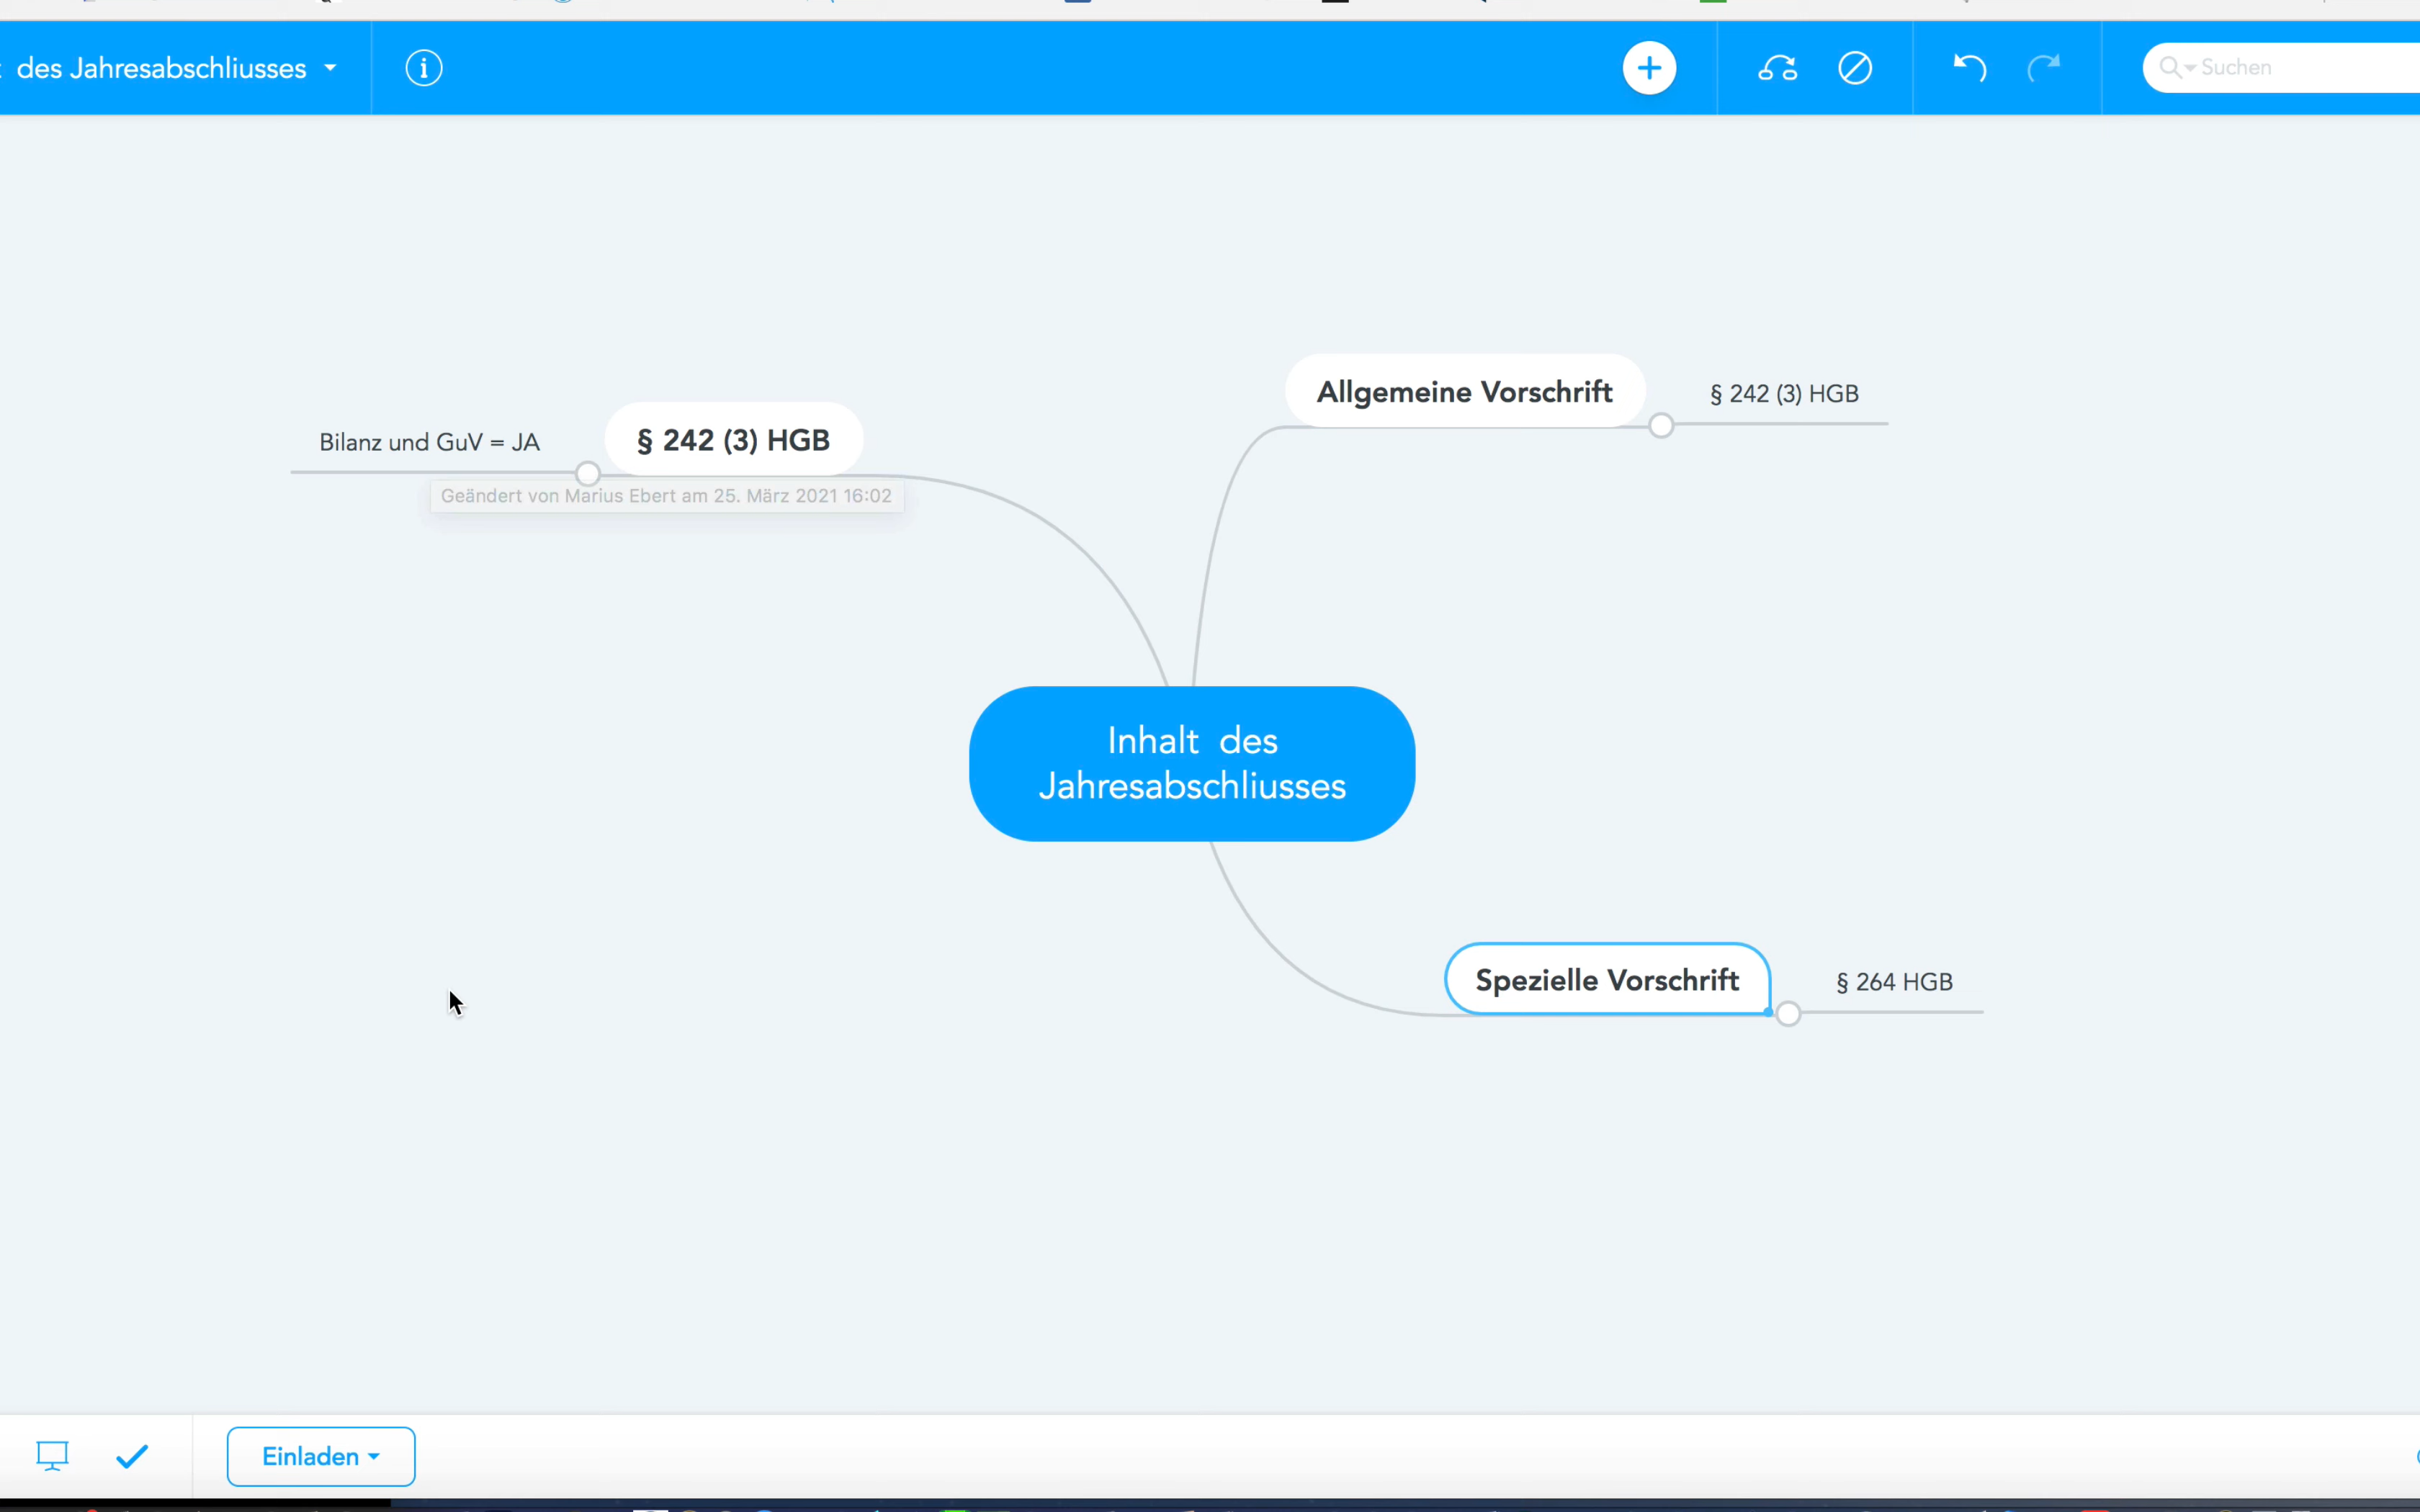 des Jahresabschliusses
Suchen
Allgemeine Vorschrift
§ 242 (3) HGB
Bilanz und GuV = JA
§ 242 (3) HGB
Geändert von Marius Ebert am 25. März 2021 16:02
Inhalt des
Jahresabschliusses
Spezielle Vorschrift
§ 264 HGB
Einladen